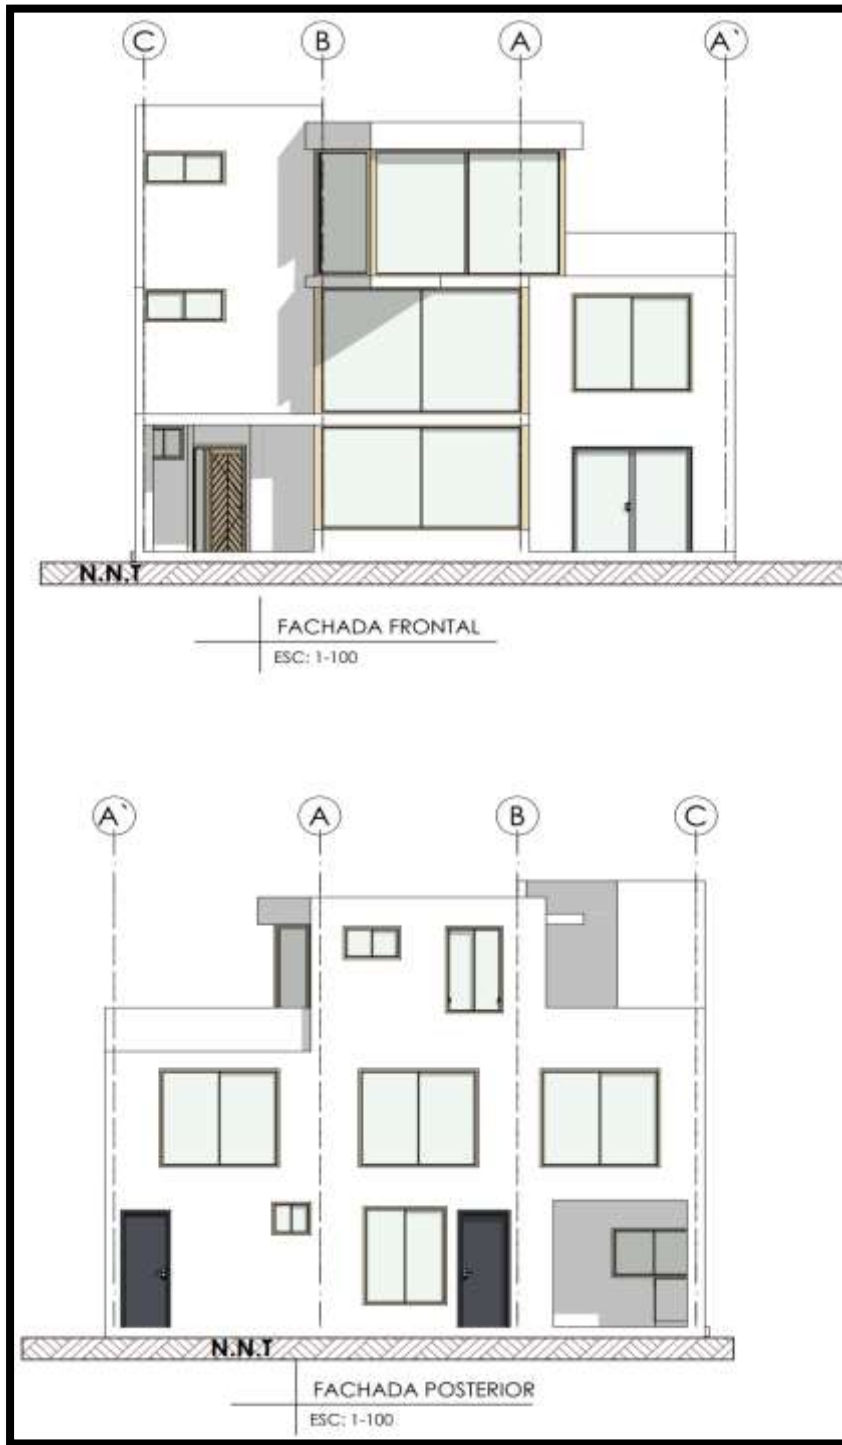 C B A A`
N.N.T
FACHADA FRONTAL
ESC: 1-100
A` A B C
N.N.T
FACHADA POSTERIOR
ESC: 1-100